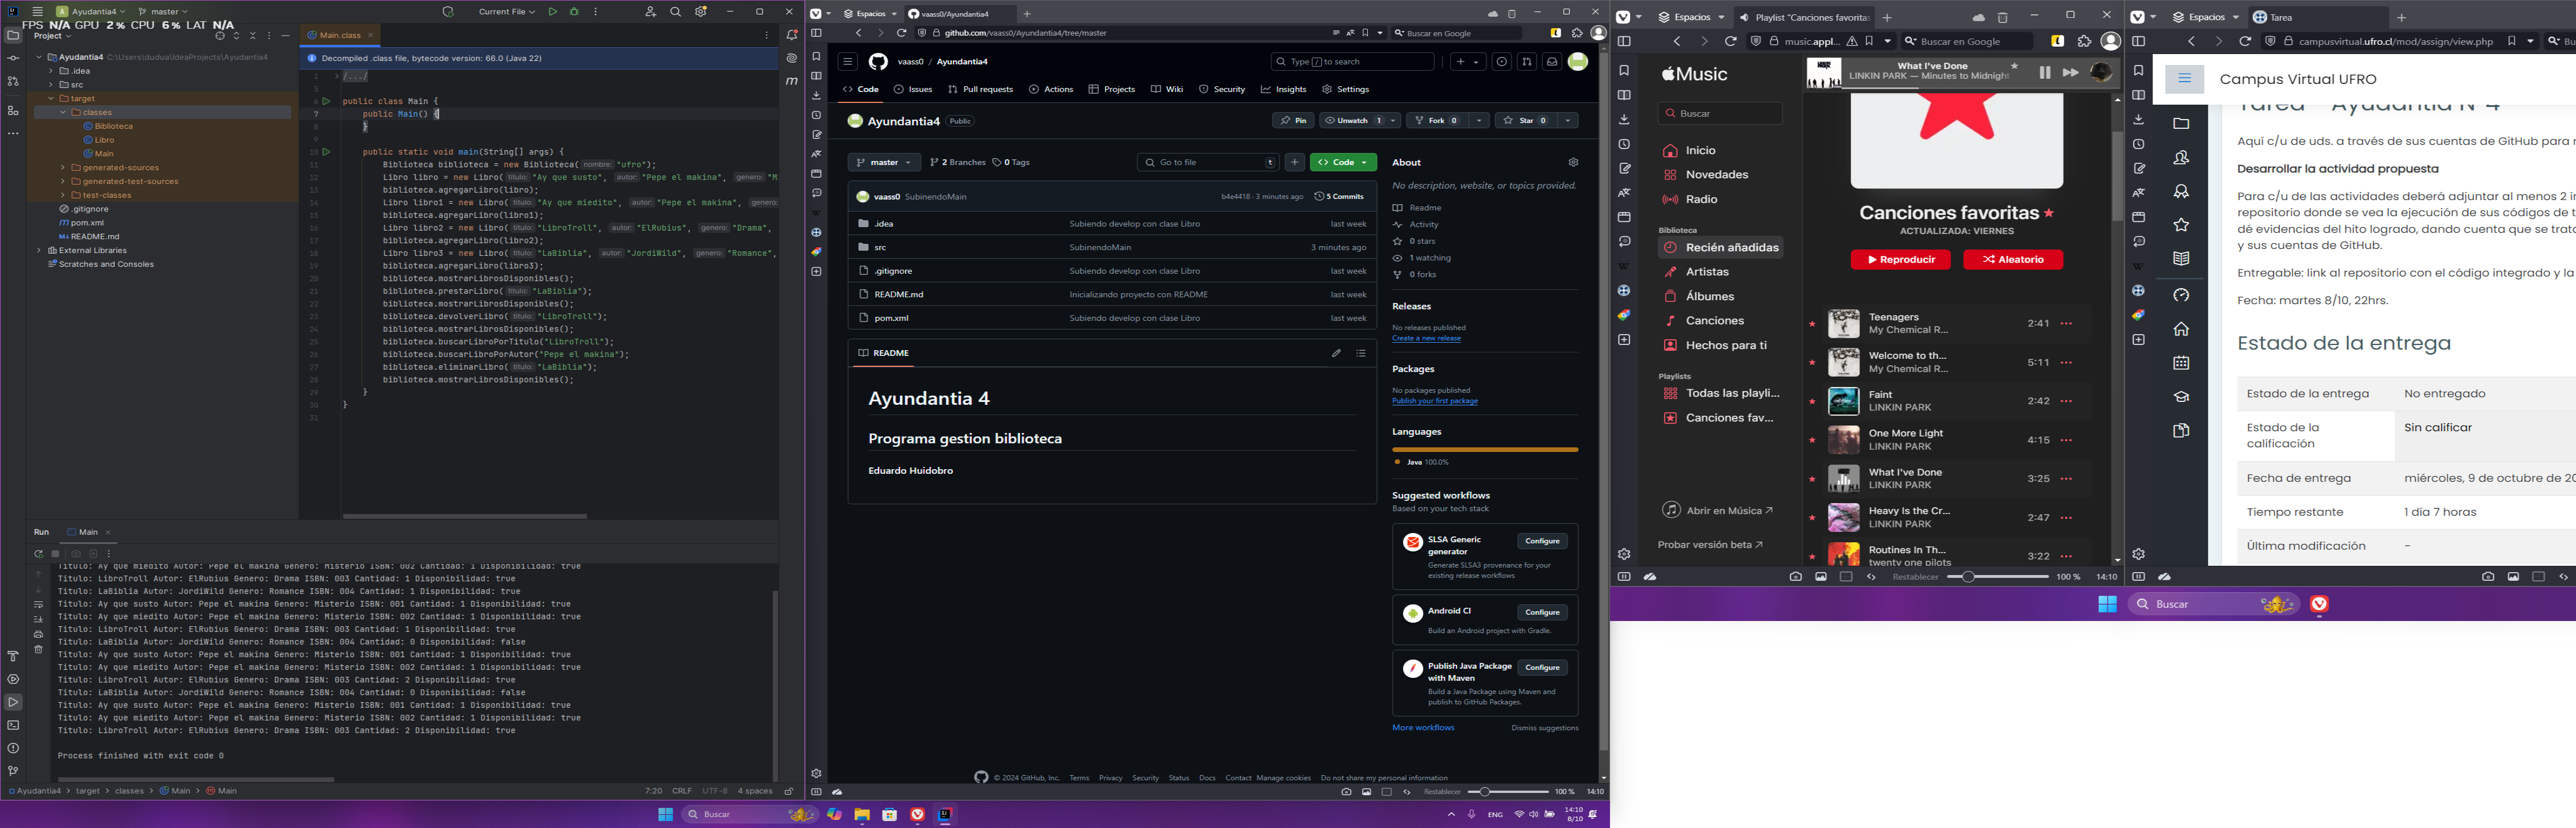 Ayudantia4
master
Current File
FPS N/A GPU 2 % CPU 6 % LAT N/A
Project
Ayudantia4 C:\Users\dudua\IdeaProjects\Ayudantia4
.idea
src
target
classes
Biblioteca
Libro
Main
generated-sources
generated-test-sources
test-classes
.gitignore
pom.xml
README.md
External Libraries
Scratches and Consoles
Main.class
Decompiled .class file, bytecode version: 66.0 (Java 22)
1 /.../
5
6 public class Main {
7 public Main() {
8 }
9
10 public static void main(String[] args) {
11 Biblioteca biblioteca = new Biblioteca( nombre: "ufro");
12 Libro libro = new Libro( titulo: "Ay que susto", autor: "Pepe el makina", genero: "M
13 biblioteca.agregarLibro(libro);
14 Libro libro1 = new Libro( titulo: "Ay que miedito", autor: "Pepe el makina", genero:
15 biblioteca.agregarLibro(libro1);
16 Libro libro2 = new Libro( titulo: "LibroTroll", autor: "ElRubius", genero: "Drama",
17 biblioteca.agregarLibro(libro2);
18 Libro libro3 = new Libro( titulo: "LaBiblia", autor: "JordiWild", genero: "Romance",
19 biblioteca.agregarLibro(libro3);
20 biblioteca.mostrarLibrosDisponibles();
21 biblioteca.prestarLibro( titulo: "LaBiblia");
22 biblioteca.mostrarLibrosDisponibles();
23 biblioteca.devolverLibro( titulo: "LibroTroll");
24 biblioteca.mostrarLibrosDisponibles();
25 biblioteca.buscarLibroPorTitulo("LibroTroll");
26 biblioteca.buscarLibroPorAutor("Pepe el makina");
27 biblioteca.eliminarLibro( titulo: "LaBiblia");
28 biblioteca.mostrarLibrosDisponibles();
29 }
30 }
31
Run Main
Titulo: Ay que miedito Autor: Pepe el makina Genero: Misterio ISBN: 002 Cantidad: 1 Disponibilidad: true
Titulo: LibroTroll Autor: ElRubius Genero: Drama ISBN: 003 Cantidad: 1 Disponibilidad: true
Titulo: LaBiblia Autor: JordiWild Genero: Romance ISBN: 004 Cantidad: 1 Disponibilidad: true
Titulo: Ay que susto Autor: Pepe el makina Genero: Misterio ISBN: 001 Cantidad: 1 Disponibilidad: true
Titulo: Ay que miedito Autor: Pepe el makina Genero: Misterio ISBN: 002 Cantidad: 1 Disponibilidad: true
Titulo: LibroTroll Autor: ElRubius Genero: Drama ISBN: 003 Cantidad: 1 Disponibilidad: true
Titulo: LaBiblia Autor: JordiWild Genero: Romance ISBN: 004 Cantidad: 0 Disponibilidad: false
Titulo: Ay que susto Autor: Pepe el makina Genero: Misterio ISBN: 001 Cantidad: 1 Disponibilidad: true
Titulo: Ay que miedito Autor: Pepe el makina Genero: Misterio ISBN: 002 Cantidad: 1 Disponibilidad: true
Titulo: LibroTroll Autor: ElRubius Genero: Drama ISBN: 003 Cantidad: 2 Disponibilidad: true
Titulo: LaBiblia Autor: JordiWild Genero: Romance ISBN: 004 Cantidad: 0 Disponibilidad: false
Titulo: Ay que susto Autor: Pepe el makina Genero: Misterio ISBN: 001 Cantidad: 1 Disponibilidad: true
Titulo: Ay que miedito Autor: Pepe el makina Genero: Misterio ISBN: 002 Cantidad: 1 Disponibilidad: true
Titulo: LibroTroll Autor: ElRubius Genero: Drama ISBN: 003 Cantidad: 2 Disponibilidad: true
Process finished with exit code 0
Ayudantia4 > target > classes > Main > Main
7:20 CRLF UTF-8 4 spaces
Espacios
vaass0/Ayundantia4
github.com/vaass0/Ayundantia4/tree/master
Buscar en Google
vaass0 / Ayundantia4
Type / to search
Code Issues Pull requests Actions Projects Wiki Security Insights Settings
Ayundantia4 Public
Pin Unwatch 1 Fork 0 Star 0
master 2 Branches 0 Tags
Go to file t
Code
vaass0 SubinendoMain b4e4418 · 3 minutes ago 5 Commits
.idea Subiendo develop con clase Libro last week
src SubinendoMain 3 minutes ago
.gitignore Subiendo develop con clase Libro last week
README.md Inicializando proyecto con README last week
pom.xml Subiendo develop con clase Libro last week
README
Ayundantia 4
Programa gestion biblioteca
Eduardo Huidobro
About
No description, website, or topics provided.
Readme
Activity
0 stars
1 watching
0 forks
Releases
No releases published
Create a new release
Packages
No packages published
Publish your first package
Languages
Java 100.0%
Suggested workflows
Based on your tech stack
SLSA Generic generator
Configure
Generate SLSA3 provenance for your existing release workflows
Android CI
Configure
Build an Android project with Gradle.
Publish Java Package with Maven
Configure
Build a Java Package using Maven and publish to GitHub Packages.
More workflows Dismiss suggestions
© 2024 GitHub, Inc. Terms Privacy Security Status Docs Contact Manage cookies Do not share my personal information
Restablecer 100 % 14:10
Buscar
ENG
14:10
8/10
Espacios
Playlist "Canciones favoritas
music.appl...
Buscar en Google
Music
What I've Done
LINKIN PARK — Minutes to Midnight
Buscar
Inicio
Novedades
Radio
Biblioteca
Recién añadidas
Artistas
Álbumes
Canciones
Hechos para ti
Playlists
Todas las playli...
Canciones fav...
Abrir en Música
Probar versión beta
Canciones favoritas
ACTUALIZADA: VIERNES
Reproducir Aleatorio
Teenagers
My Chemical R...
2:41
Welcome to th...
My Chemical R...
5:11
Faint
LINKIN PARK
2:42
One More Light
LINKIN PARK
4:15
What I've Done
LINKIN PARK
3:25
Heavy Is the Cr...
LINKIN PARK
2:47
Routines In Th...
twenty one pilots
3:22
Restablecer 100 % 14:10
Espacios
Tarea
campusvirtual.ufro.cl/mod/assign/view.php
Bu
Campus Virtual UFRO
Tarea - Ayudantía N°4
Aquí c/u de uds. a través de sus cuentas de GitHub para r
Desarrollar la actividad propuesta
Para c/u de las actividades deberá adjuntar al menos 2 i
repositorio donde se vea la ejecución de sus códigos de t
dé evidencias del hito logrado, dando cuenta que se trat
y sus cuentas de GitHub.
Entregable: link al repositorio con el código integrado y la
Fecha: martes 8/10, 22hrs.
Estado de la entrega
Estado de la entrega No entregado
Estado de la calificación Sin calificar
Fecha de entrega miércoles, 9 de octubre de 20
Tiempo restante 1 día 7 horas
Última modificación -
Buscar